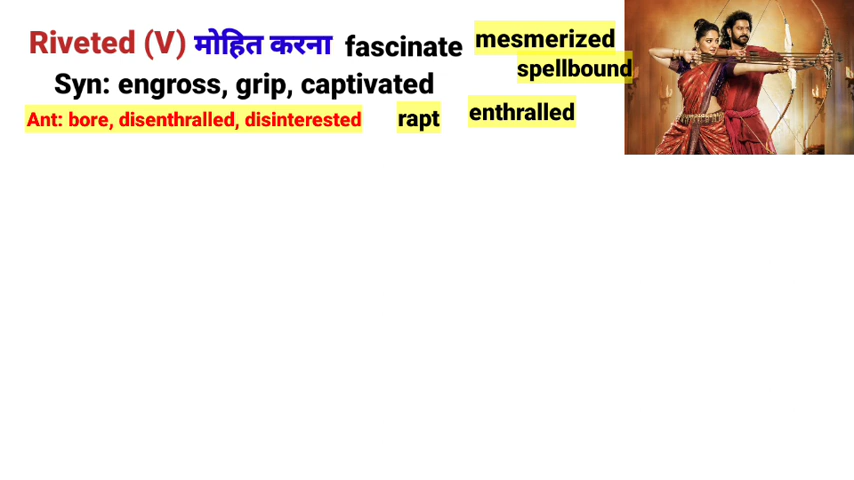 Riveted (V) मोहित करना fascinate mesmerized
spellbound
Syn: engross, grip, captivated
Ant: bore, disenthralled, disinterested rapt enthralled